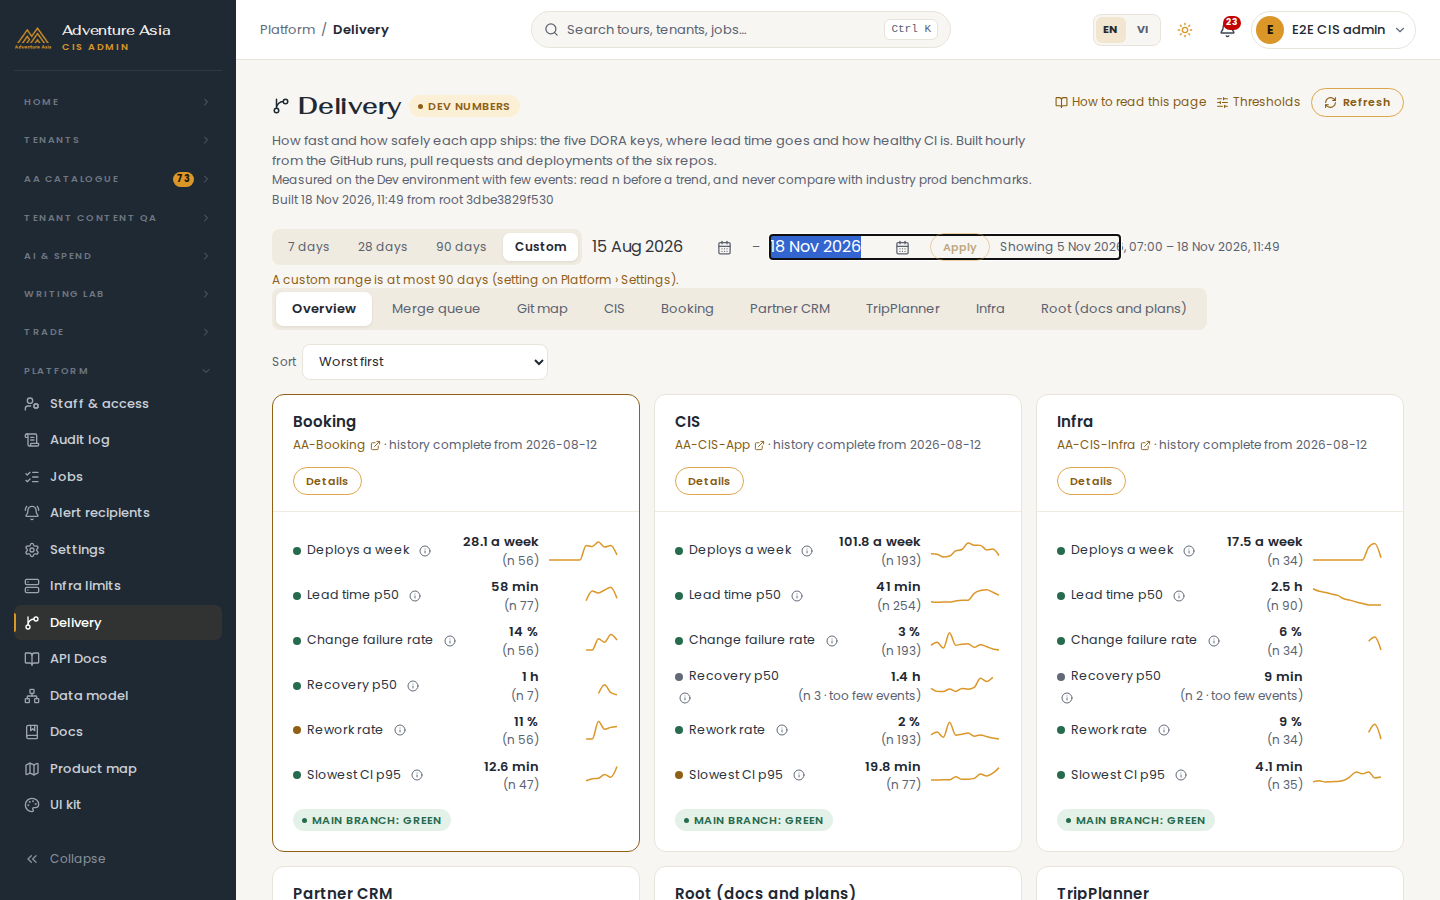 Adventure Asia
CIS ADMIN
Adventure Asia
HOME
TENANTS
AA CATALOGUE 73
TENANT CONTENT QA
AI & SPEND
WRITING LAB
TRADE
PLATFORM
Staff & access
Audit log
Jobs
Alert recipients
Settings
Infra limits
Delivery
API Docs
Data model
Docs
Product map
UI kit
Collapse
Platform / Delivery
Search tours, tenants, jobs... Ctrl K
EN VI
23
E E2E CIS admin
Delivery DEV NUMBERS
How to read this page Thresholds Refresh
How fast and how safely each app ships: the five DORA keys, where lead time goes and how healthy CI is. Built hourly
from the GitHub runs, pull requests and deployments of the six repos.
Measured on the Dev environment with few events: read n before a trend, and never compare with industry prod benchmarks.
Built 18 Nov 2026, 11:49 from root 3dbe3829f530
7 days 28 days 90 days Custom 15 Aug 2026 – 18 Nov 2026 Apply Showing 5 Nov 2026, 07:00 – 18 Nov 2026, 11:49
A custom range is at most 90 days (setting on Platform › Settings).
Overview Merge queue Git map CIS Booking Partner CRM TripPlanner Infra Root (docs and plans)
Sort Worst first
Booking
AA-Booking · history complete from 2026-08-12
Details
Deploys a week 28.1 a week
(n 56)
Lead time p50 58 min
(n 77)
Change failure rate 14 %
(n 56)
Recovery p50 1 h
(n 7)
Rework rate 11 %
(n 56)
Slowest CI p95 12.6 min
(n 47)
MAIN BRANCH: GREEN
CIS
AA-CIS-App · history complete from 2026-08-12
Details
Deploys a week 101.8 a week
(n 193)
Lead time p50 41 min
(n 254)
Change failure rate 3 %
(n 193)
Recovery p50 1.4 h
(n 3 · too few events)
Rework rate 2 %
(n 193)
Slowest CI p95 19.8 min
(n 77)
MAIN BRANCH: GREEN
Infra
AA-CIS-Infra · history complete from 2026-08-12
Details
Deploys a week 17.5 a week
(n 34)
Lead time p50 2.5 h
(n 90)
Change failure rate 6 %
(n 34)
Recovery p50 9 min
(n 2 · too few events)
Rework rate 9 %
(n 34)
Slowest CI p95 4.1 min
(n 35)
MAIN BRANCH: GREEN
Partner CRM
Root (docs and plans)
TripPlanner